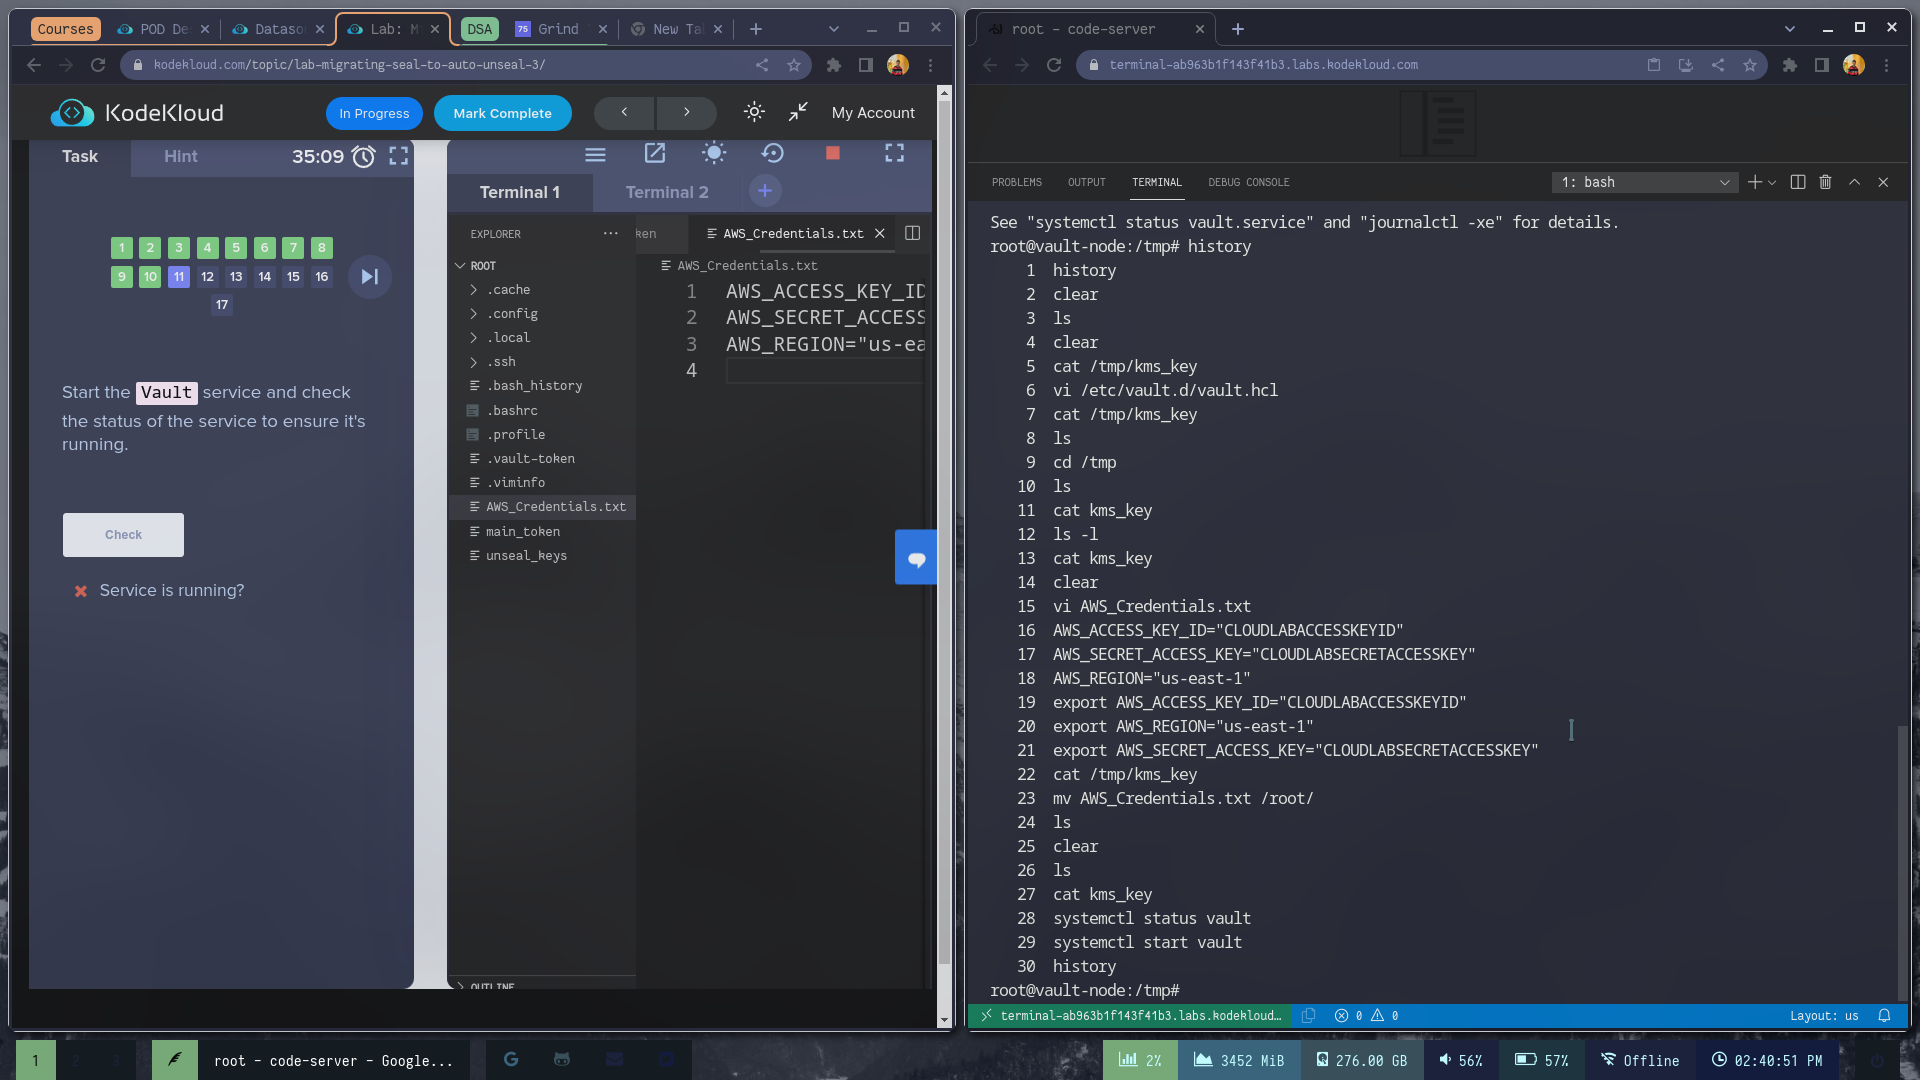 Courses
POD De
Dataso
Lab: M
DSA
Grind
New Ta
kodekloud.com/topic/lab-migrating-seal-to-auto-unseal-3/
KodeKloud
In Progress
Mark Complete
My Account
Task
Hint
35:09
1 2 3 4 5 6 7 8
9 10 11 12 13 14 15 16
17
Start the Vault service and check
the status of the service to ensure it's
running.
Check
Service is running?
Terminal 1
Terminal 2
EXPLORER
ken
AWS_Credentials.txt
ROOT
.cache
.config
.local
.ssh
.bash_history
.bashrc
.profile
.vault-token
.viminfo
AWS_Credentials.txt
main_token
unseal_keys
OUTLINE
AWS_Credentials.txt
1 AWS_ACCESS_KEY_ID
2 AWS_SECRET_ACCESS
3 AWS_REGION="us-ea
4
root - code-server
terminal-ab963b1f143f41b3.labs.kodekloud.com
PROBLEMS
OUTPUT
TERMINAL
DEBUG CONSOLE
1: bash
See "systemctl status vault.service" and "journalctl -xe" for details.
root@vault-node:/tmp# history
1 history
2 clear
3 ls
4 clear
5 cat /tmp/kms_key
6 vi /etc/vault.d/vault.hcl
7 cat /tmp/kms_key
8 ls
9 cd /tmp
10 ls
11 cat kms_key
12 ls -l
13 cat kms_key
14 clear
15 vi AWS_Credentials.txt
16 AWS_ACCESS_KEY_ID="CLOUDLABACCESSKEYID"
17 AWS_SECRET_ACCESS_KEY="CLOUDLABSECRETACCESSKEY"
18 AWS_REGION="us-east-1"
19 export AWS_ACCESS_KEY_ID="CLOUDLABACCESSKEYID"
20 export AWS_REGION="us-east-1"
21 export AWS_SECRET_ACCESS_KEY="CLOUDLABSECRETACCESSKEY"
22 cat /tmp/kms_key
23 mv AWS_Credentials.txt /root/
24 ls
25 clear
26 ls
27 cat kms_key
28 systemctl status vault
29 systemctl start vault
30 history
root@vault-node:/tmp#
terminal-ab963b1f143f41b3.labs.kodekloud...
0 0
Layout: us
1 2 3
root - code-server - Google...
2%
3452 MiB
276.00 GB
56%
57%
Offline
02:40:51 PM